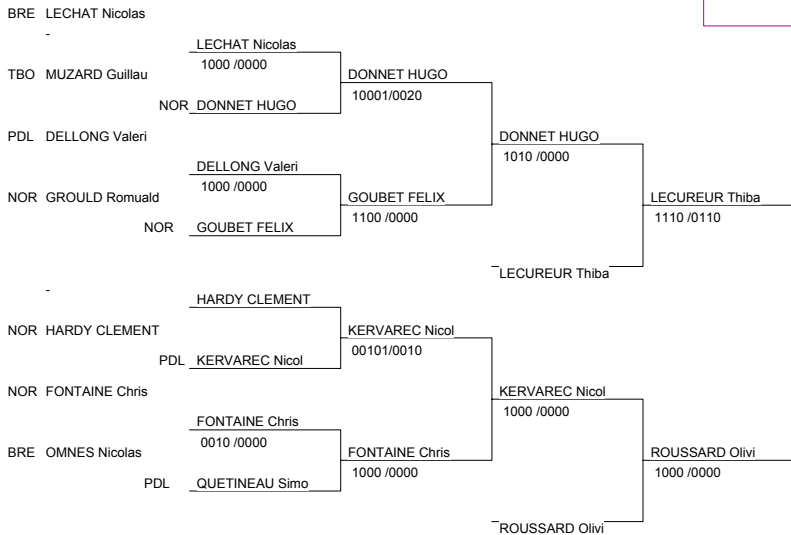 BRE LECHAT Nicolas
-
LECHAT Nicolas
1000 /0000
TBO MUZARD Guillau
DONNET HUGO
10001/0020
NOR DONNET HUGO
PDL DELLONG Valeri
DONNET HUGO
1010 /0000
DELLONG Valeri
1000 /0000
NOR GROULD Romuald
GOUBET FELIX
1100 /0000
LECUREUR Thiba
1110 /0110
NOR GOUBET FELIX
LECUREUR Thiba
-
HARDY CLEMENT
NOR HARDY CLEMENT
KERVAREC Nicol
00101/0010
PDL KERVAREC Nicol
NOR FONTAINE Chris
KERVAREC Nicol
1000 /0000
FONTAINE Chris
0010 /0000
BRE OMNES Nicolas
FONTAINE Chris
1000 /0000
ROUSSARD Olivi
1000 /0000
PDL QUETINEAU Simo
ROUSSARD Olivi